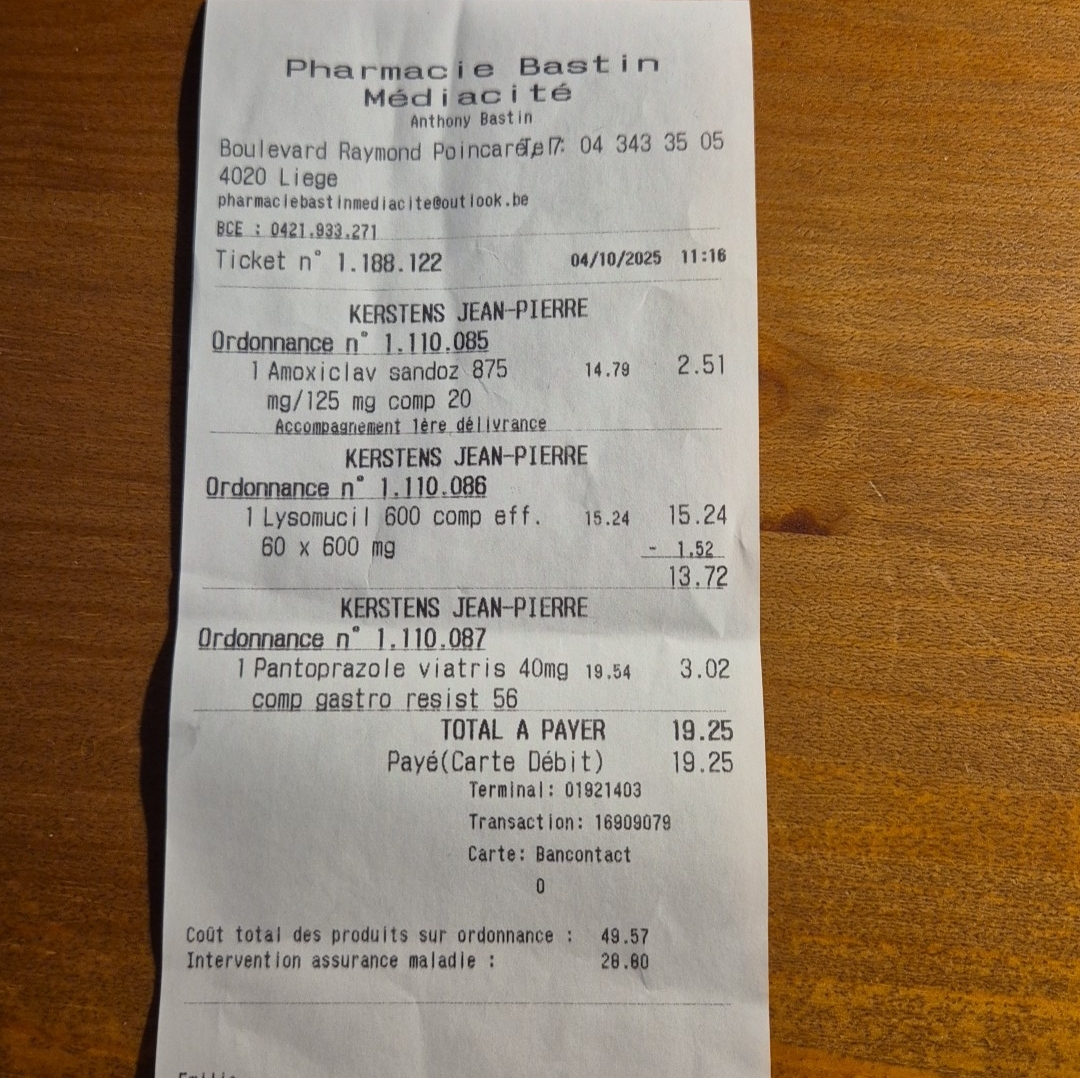 Pharmacie Bastin
Médiacité
Anthony Bastin
Boulevard Raymond Poincaré 7 Tel : 04 343 35 05
4020 Liege
pharmaciebastinmediacite@outlook.be
BCE : 0421.933.271
Ticket n° 1.188.122 04/10/2025 11:16
KERSTENS JEAN-PIERRE
Ordonnance n° 1.110.085
1 Amoxiclav sandoz 875 14.79 2.51
mg/125 mg comp 20
Accompagnement 1ère délivrance
KERSTENS JEAN-PIERRE
Ordonnance n° 1.110.086
1 Lysomucil 600 comp eff. 15.24 15.24
60 x 600 mg - 1.52
13.72
KERSTENS JEAN-PIERRE
Ordonnance n° 1.110.087
1 Pantoprazole viatris 40mg 19.54 3.02
comp gastro resist 56
TOTAL A PAYER 19.25
Payé(Carte Débit) 19.25
Terminal: 01921403
Transaction: 16909079
Carte: Bancontact
0
Coût total des produits sur ordonnance : 49.57
Intervention assurance maladie : 28.80